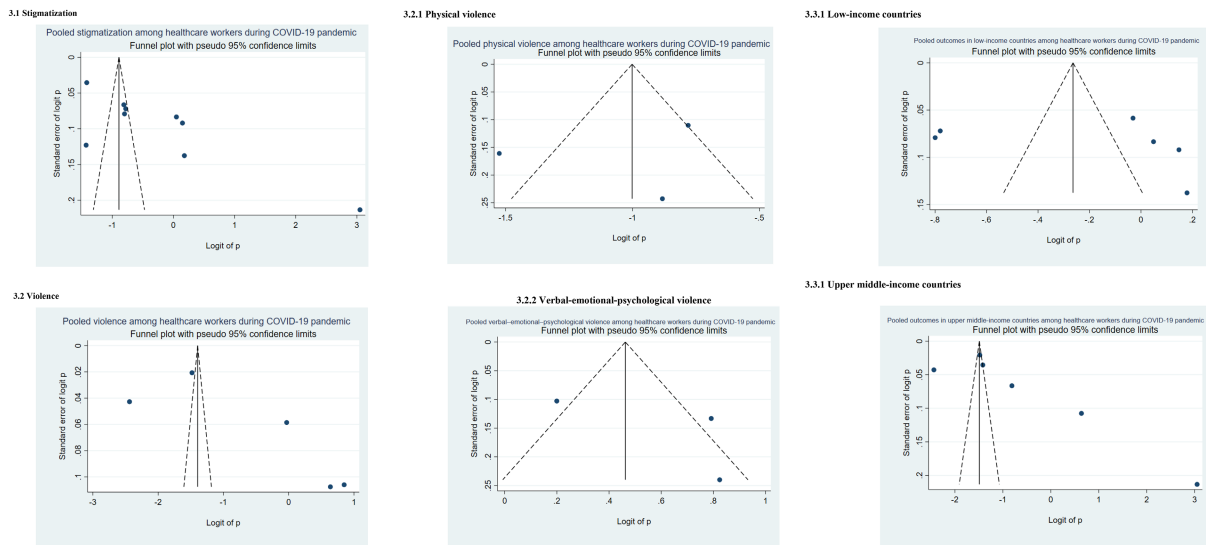 3.1 Stigmatization
Pooled stigmatization among healthcare workers during COVID-19 pandemic
Funnel plot with pseudo 95% confidence limits
Standard error of logit p
0
.05
.1
.15
.2
-1
0
1
2
3
Logit of p
3.2.1 Physical violence
Pooled physical violence among healthcare workers during COVID-19 pandemic
Funnel plot with pseudo 95% confidence limits
Standard error of logit p
0
.05
.1
.15
.2
.25
-1.5
-1
-.5
Logit of p
3.3.1 Low-income countries
Pooled outcomes in low-income countries among healthcare workers during COVID-19 pandemic
Funnel plot with pseudo 95% confidence limits
Standard error of logit p
0
.05
.1
.15
-.8
-.6
-.4
-.2
0
.2
Logit of p
3.2 Violence
Pooled violence among healthcare workers during COVID-19 pandemic
Funnel plot with pseudo 95% confidence limits
Standard error of logit p
0
.02
.04
.06
.08
.1
-3
-2
-1
0
1
Logit of p
3.2.2 Verbal-emotional-psychological violence
Pooled verbal–emotional–psychological violence among healthcare workers during COVID-19 pandemic
Funnel plot with pseudo 95% confidence limits
Standard error of logit p
0
.05
.1
.15
.2
.25
0
.2
.4
.6
.8
1
Logit of p
3.3.1 Upper middle-income countries
Pooled outcomes in upper middle-income countries among healthcare workers during COVID-19 pandemic
Funnel plot with pseudo 95% confidence limits
Standard error of logit p
0
.05
.1
.15
.2
-2
-1
0
1
2
3
Logit of p